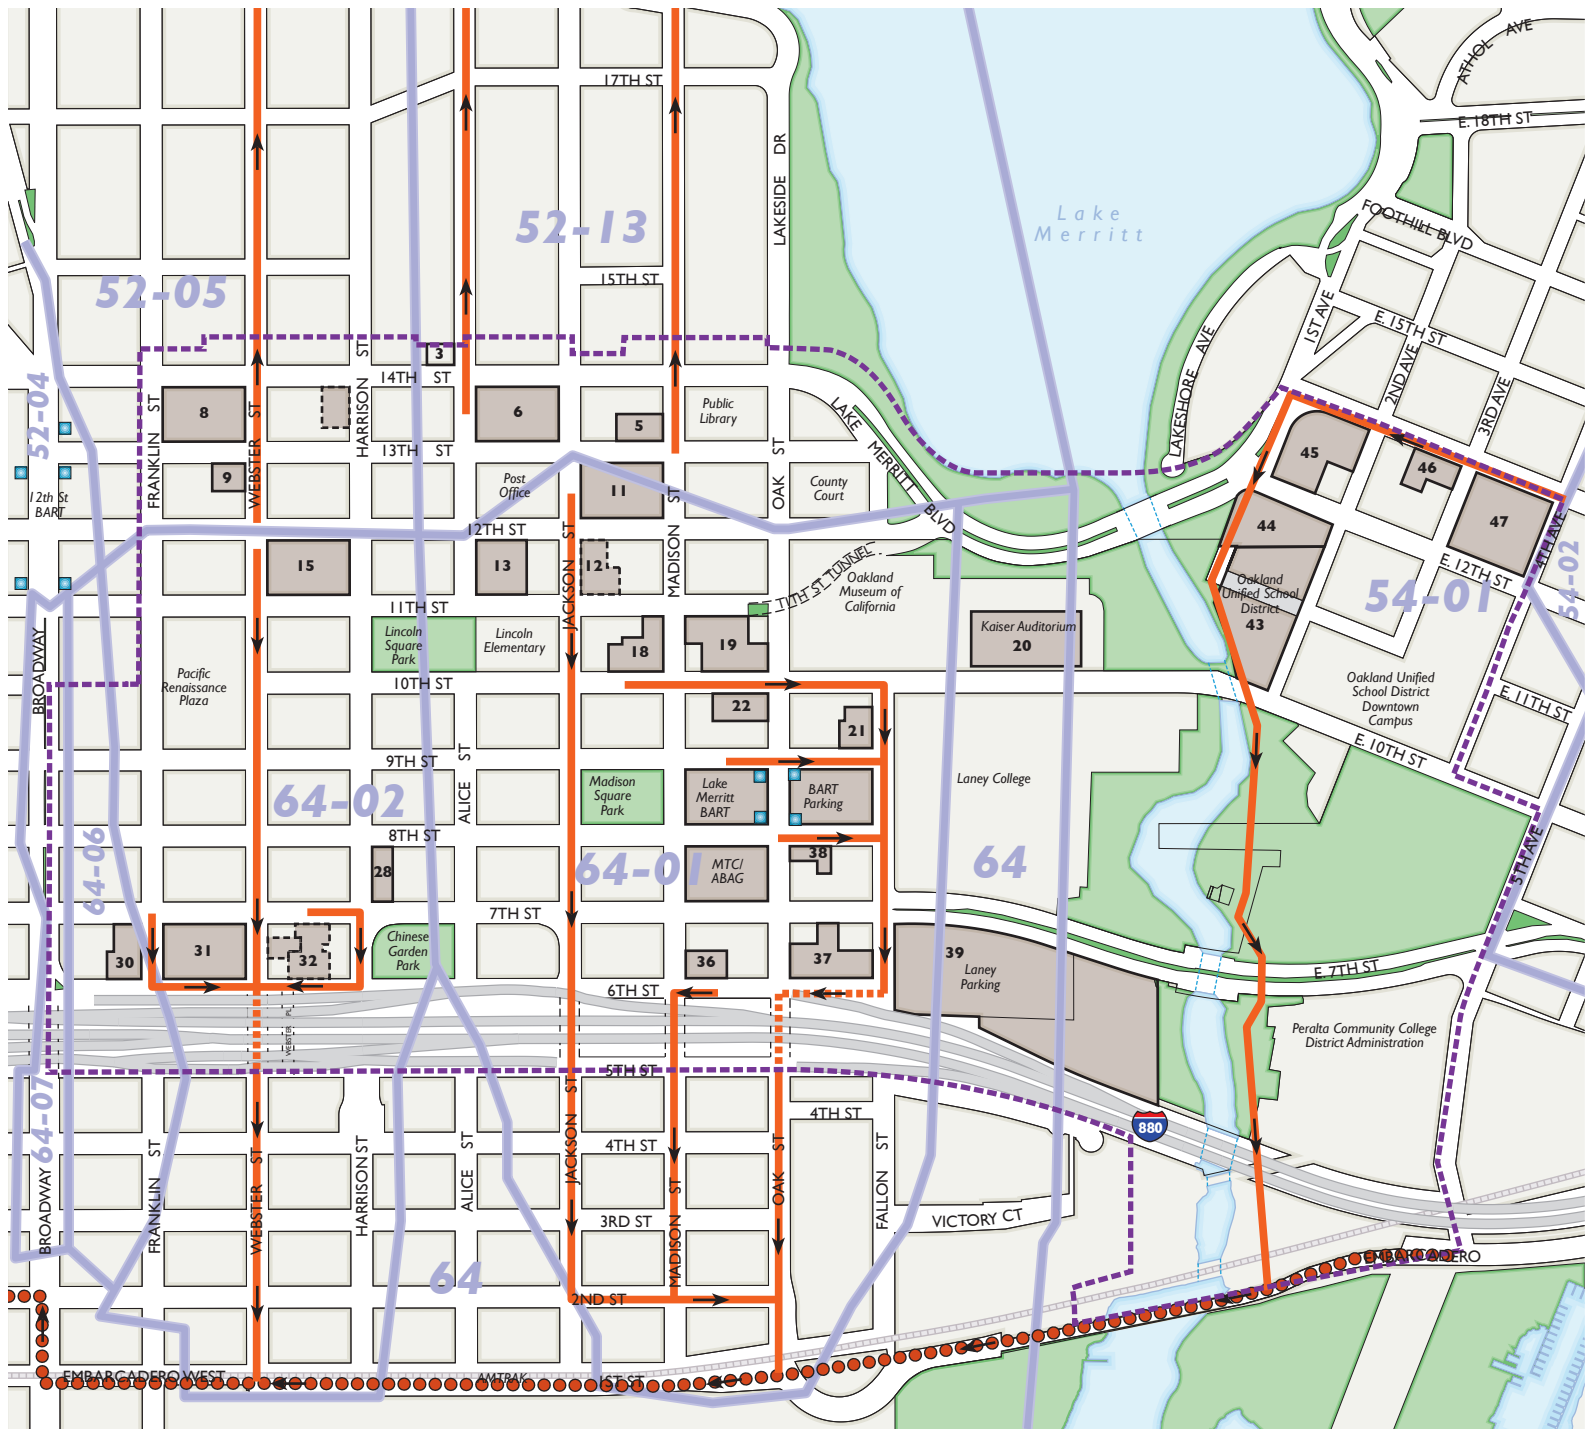 ATHOL AVE
17TH ST
E. 18TH ST
LAKESIDE DR
Lake
Merritt
FOOTHILL BLVD
52-13
15TH ST
52-05
1ST AVE
E. 15TH ST
HARRISON ST
3
14TH ST
LAKESHORE AVE
2ND AVE
3RD AVE
52-04
FRANKLIN ST
8
WEBSTER ST
6
5
Public
Library
LAKE MERRITT BLVD
13TH ST
OAK ST
45
46
12th St
BART
9
Post
Office
11
MADISON ST
County
Court
44
47
4TH AVE
12TH ST
JACKSON ST
15
13
12
11TH ST TUNNEL
Oakland
Museum of
California
Oakland
Unified School
District
43
E. 12TH ST
54-01
54-02
11TH ST
Lincoln
Square
Park
Lincoln
Elementary
18
19
Kaiser Auditorium
20
BROADWAY
Pacific
Renaissance
Plaza
10TH ST
22
21
Oakland Unified
School District
Downtown
Campus
E. 11TH ST
E. 10TH ST
9TH ST
ALICE ST
64-02
Madison
Square
Park
Lake
Merritt
BART
BART
Parking
Laney College
8TH ST
64-06
28
64-01
MTC/
ABAG
38
64
5TH AVE
7TH ST
30
31
32
Chinese
Garden
Park
36
37
39
Laney
Parking
E. 7TH ST
6TH ST
WEBSTER PL
Peralta Community College
District Administration
5TH ST
64-07
4TH ST
880
4TH ST
BROADWAY
FRANKLIN ST
WEBSTER ST
HARRISON ST
ALICE ST
JACKSON ST
MADISON ST
OAK ST
FALLON ST
3RD ST
VICTORY CT
EMBARCADERO
64
2ND ST
EMBARCADERO WEST
AMTRAK
1ST ST